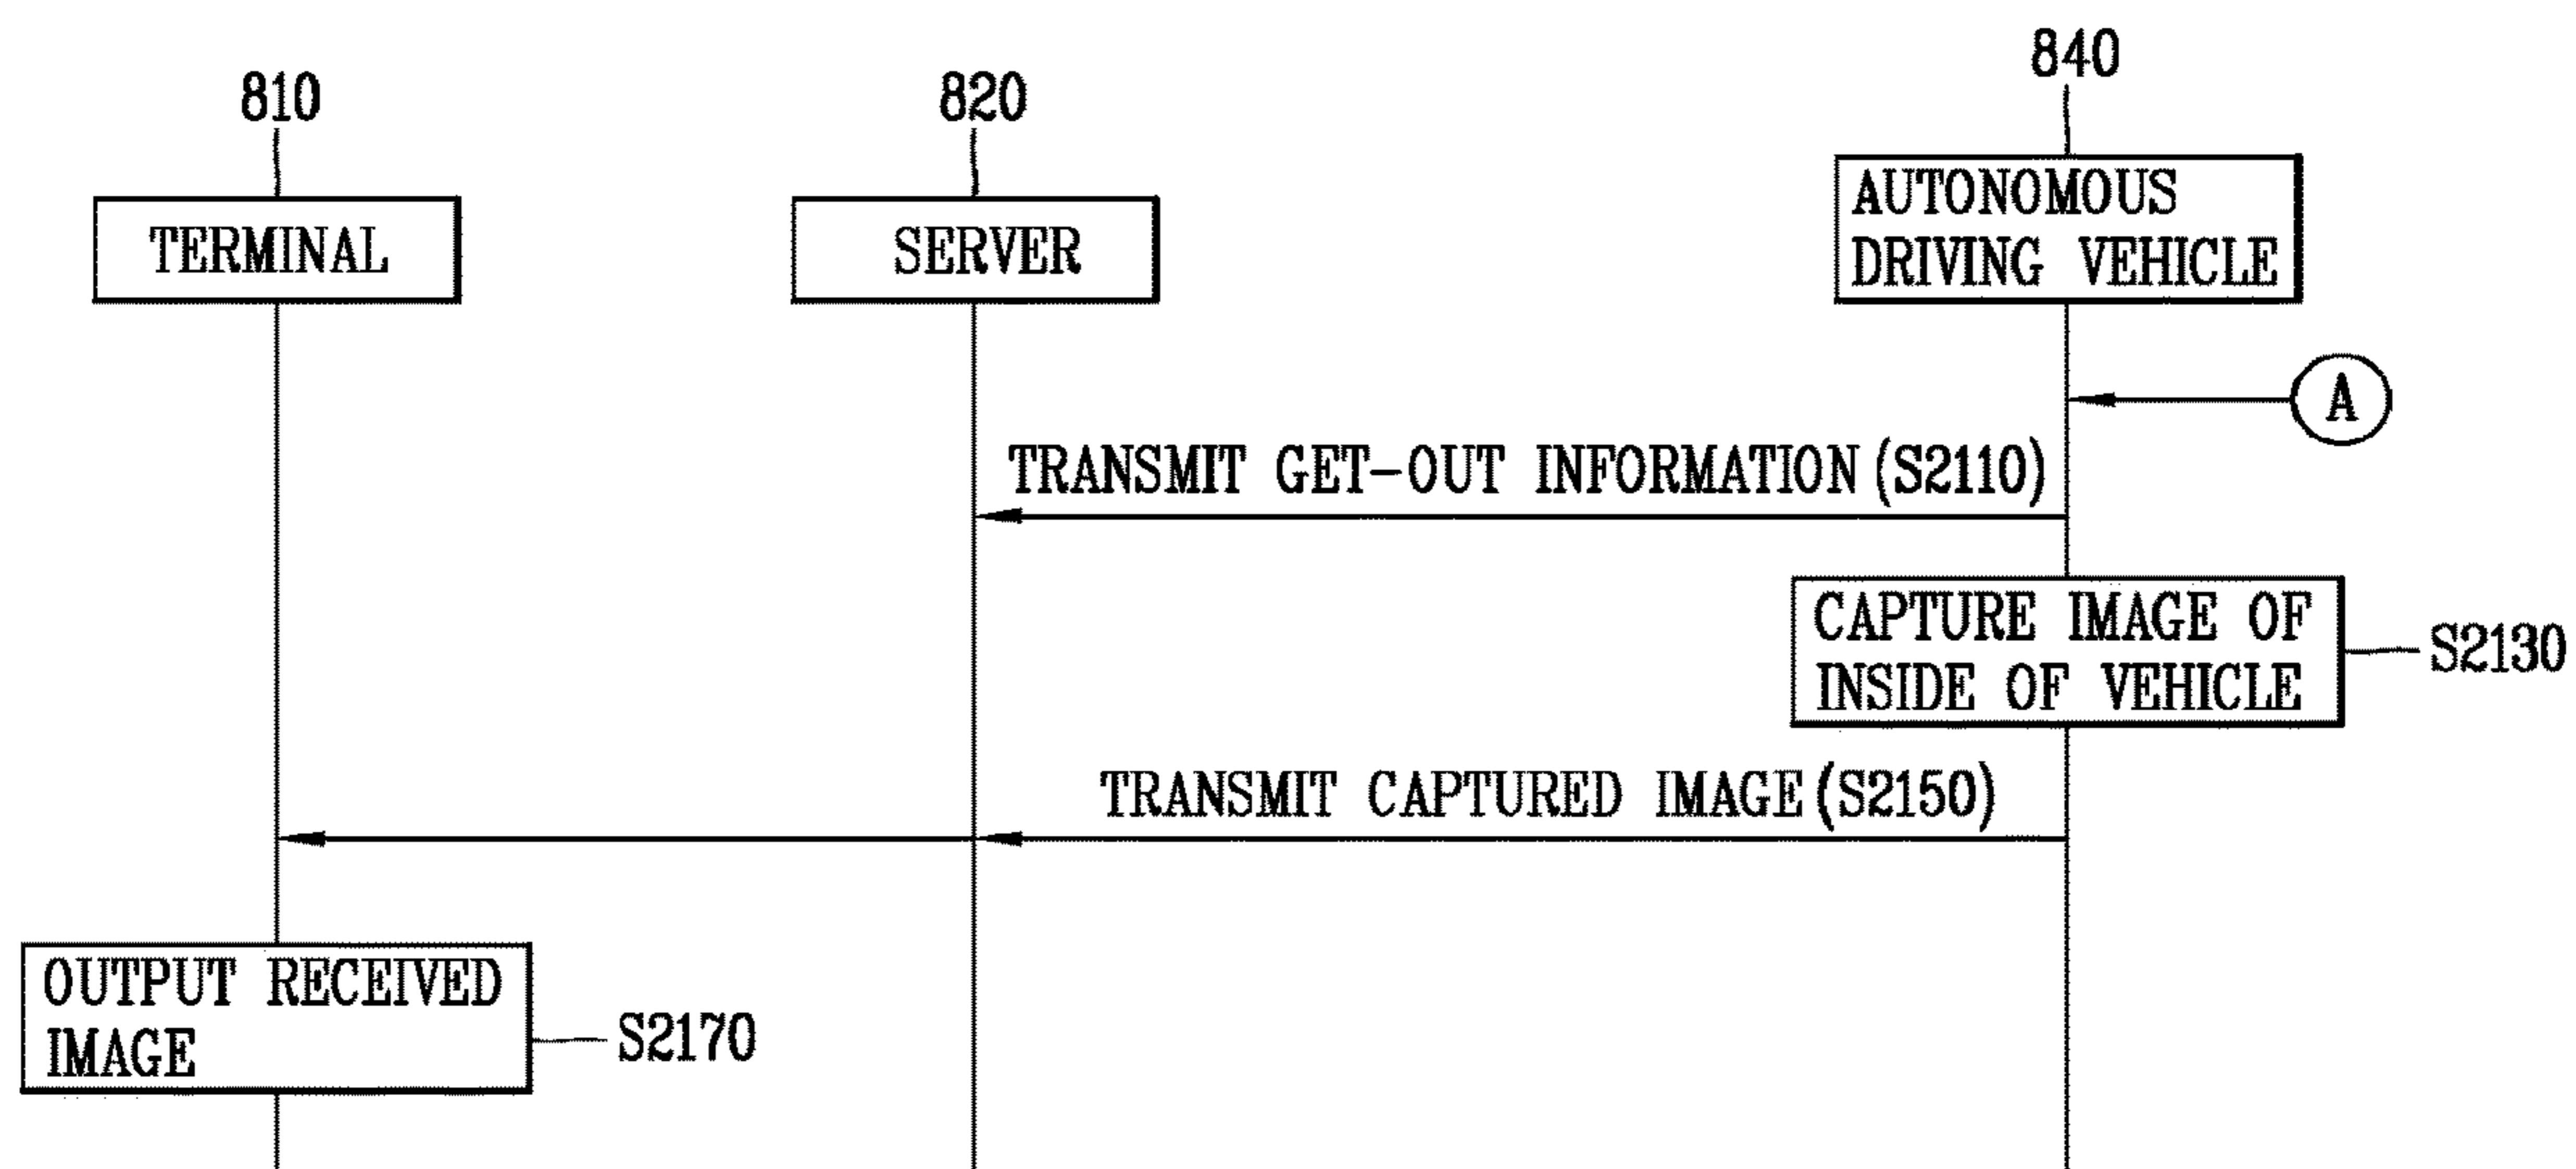 840
810
820
AUTONOMOUS
DRIVING VEHICLE
TERMINAL
SERVER
A
TRANSMIT GET-OUT INFORMATION (S2110)
CAPTURE IMAGE OF
INSIDE OF VEHICLE
S2130
TRANSMIT CAPTURED IMAGE (S2150)
OUTPUT RECEIVED
IMAGE
S2170